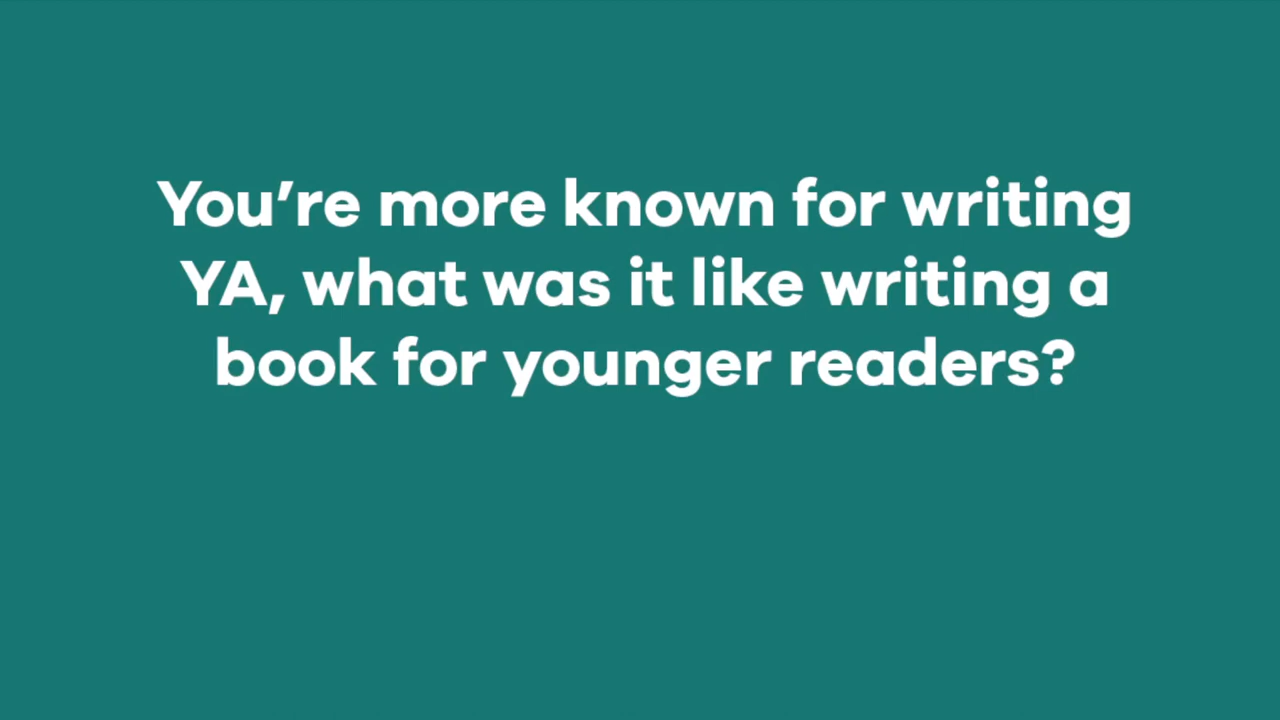 You’re more known for writing
YA, what was it like writing a
book for younger readers?